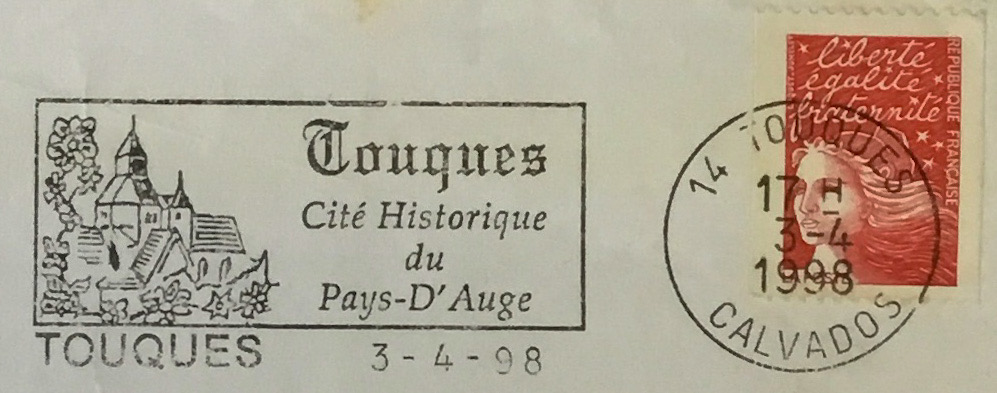 Touques
Cité Historique
du
Pays-D'Auge
TOUQUES 3-4-98
14 TOUQUES
17 H
3-4
1998
CALVADOS
liberté
égalité
fraternité
RÉPUBLIQUE FRANÇAISE